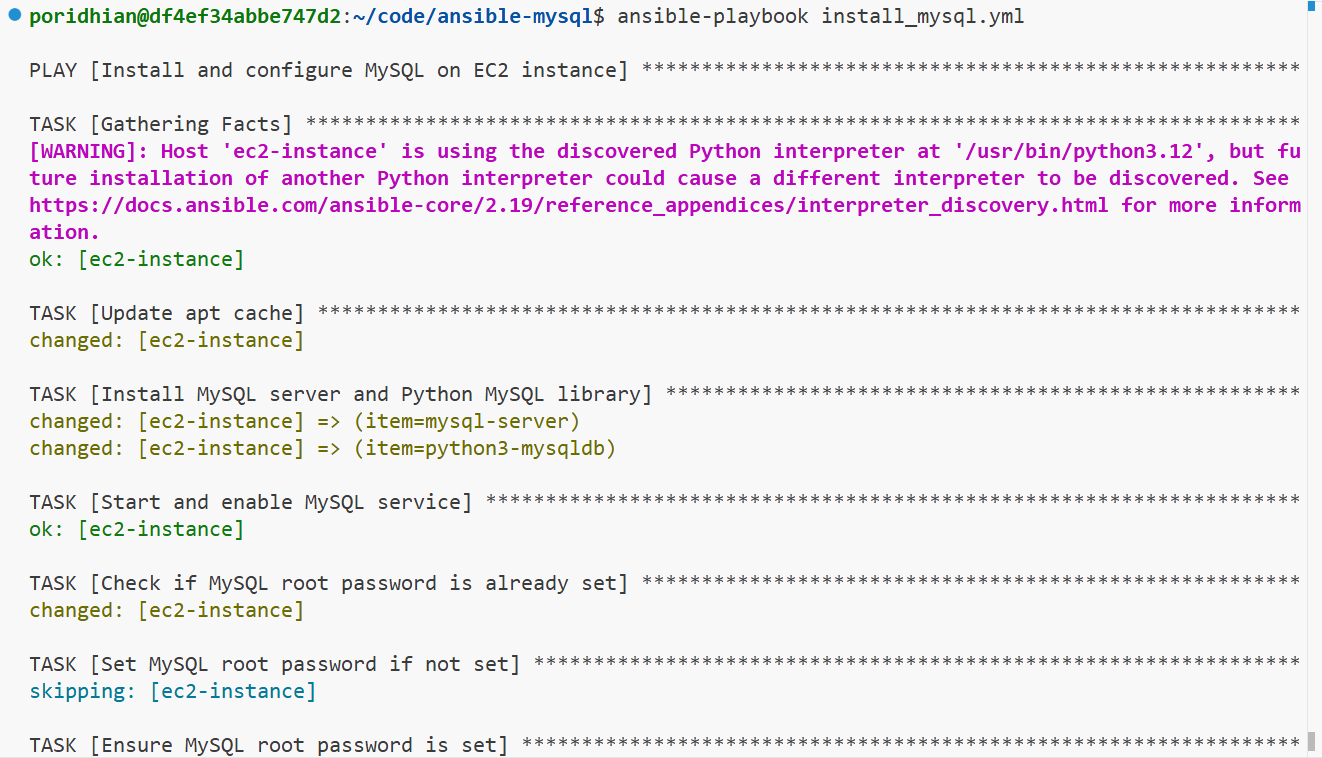 poridhian@df4ef34abbe747d2:~/code/ansible-mysql$ ansible-playbook install_mysql.yml
PLAY [Install and configure MySQL on EC2 instance] *******************************************************
TASK [Gathering Facts] ***********************************************************************************
[WARNING]: Host 'ec2-instance' is using the discovered Python interpreter at '/usr/bin/python3.12', but fu
ture installation of another Python interpreter could cause a different interpreter to be discovered. See
https://docs.ansible.com/ansible-core/2.19/reference_appendices/interpreter_discovery.html for more inform
ation.
ok: [ec2-instance]
TASK [Update apt cache] **********************************************************************************
changed: [ec2-instance]
TASK [Install MySQL server and Python MySQL library] *****************************************************
changed: [ec2-instance] => (item=mysql-server)
changed: [ec2-instance] => (item=python3-mysqldb)
TASK [Start and enable MySQL service] ********************************************************************
ok: [ec2-instance]
TASK [Check if MySQL root password is already set] *******************************************************
changed: [ec2-instance]
TASK [Set MySQL root password if not set] ****************************************************************
skipping: [ec2-instance]
TASK [Ensure MySQL root password is set] *****************************************************************